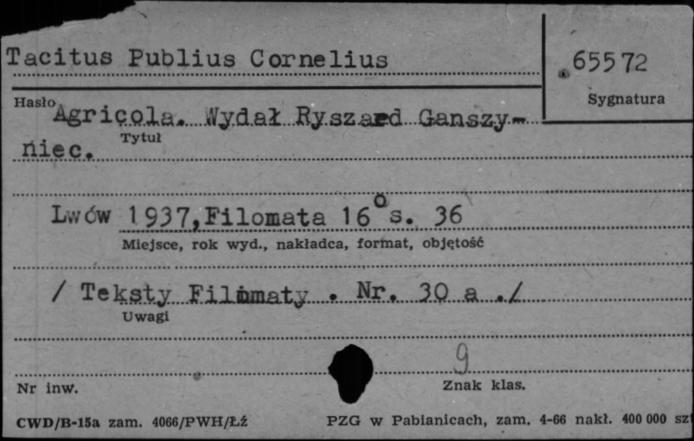 Tacitus Publius Cornelius
65572
Sygnatura
Hasło
Agricola. Wydał Ryszard Ganszy-
Tytuł
niec.
Lwów 1937, Filomata 16° s. 36
Miejsce, rok wyd., nakładca, format, objętość
/ Teksty Filomaty . Nr. 30 a ./
Uwagi
9
Nr inw.
Znak klas.
CWD/B-15a zam. 4066/PWH/Łź
PZG w Pabianicach, zam. 4-66 nakł. 400 000 szt